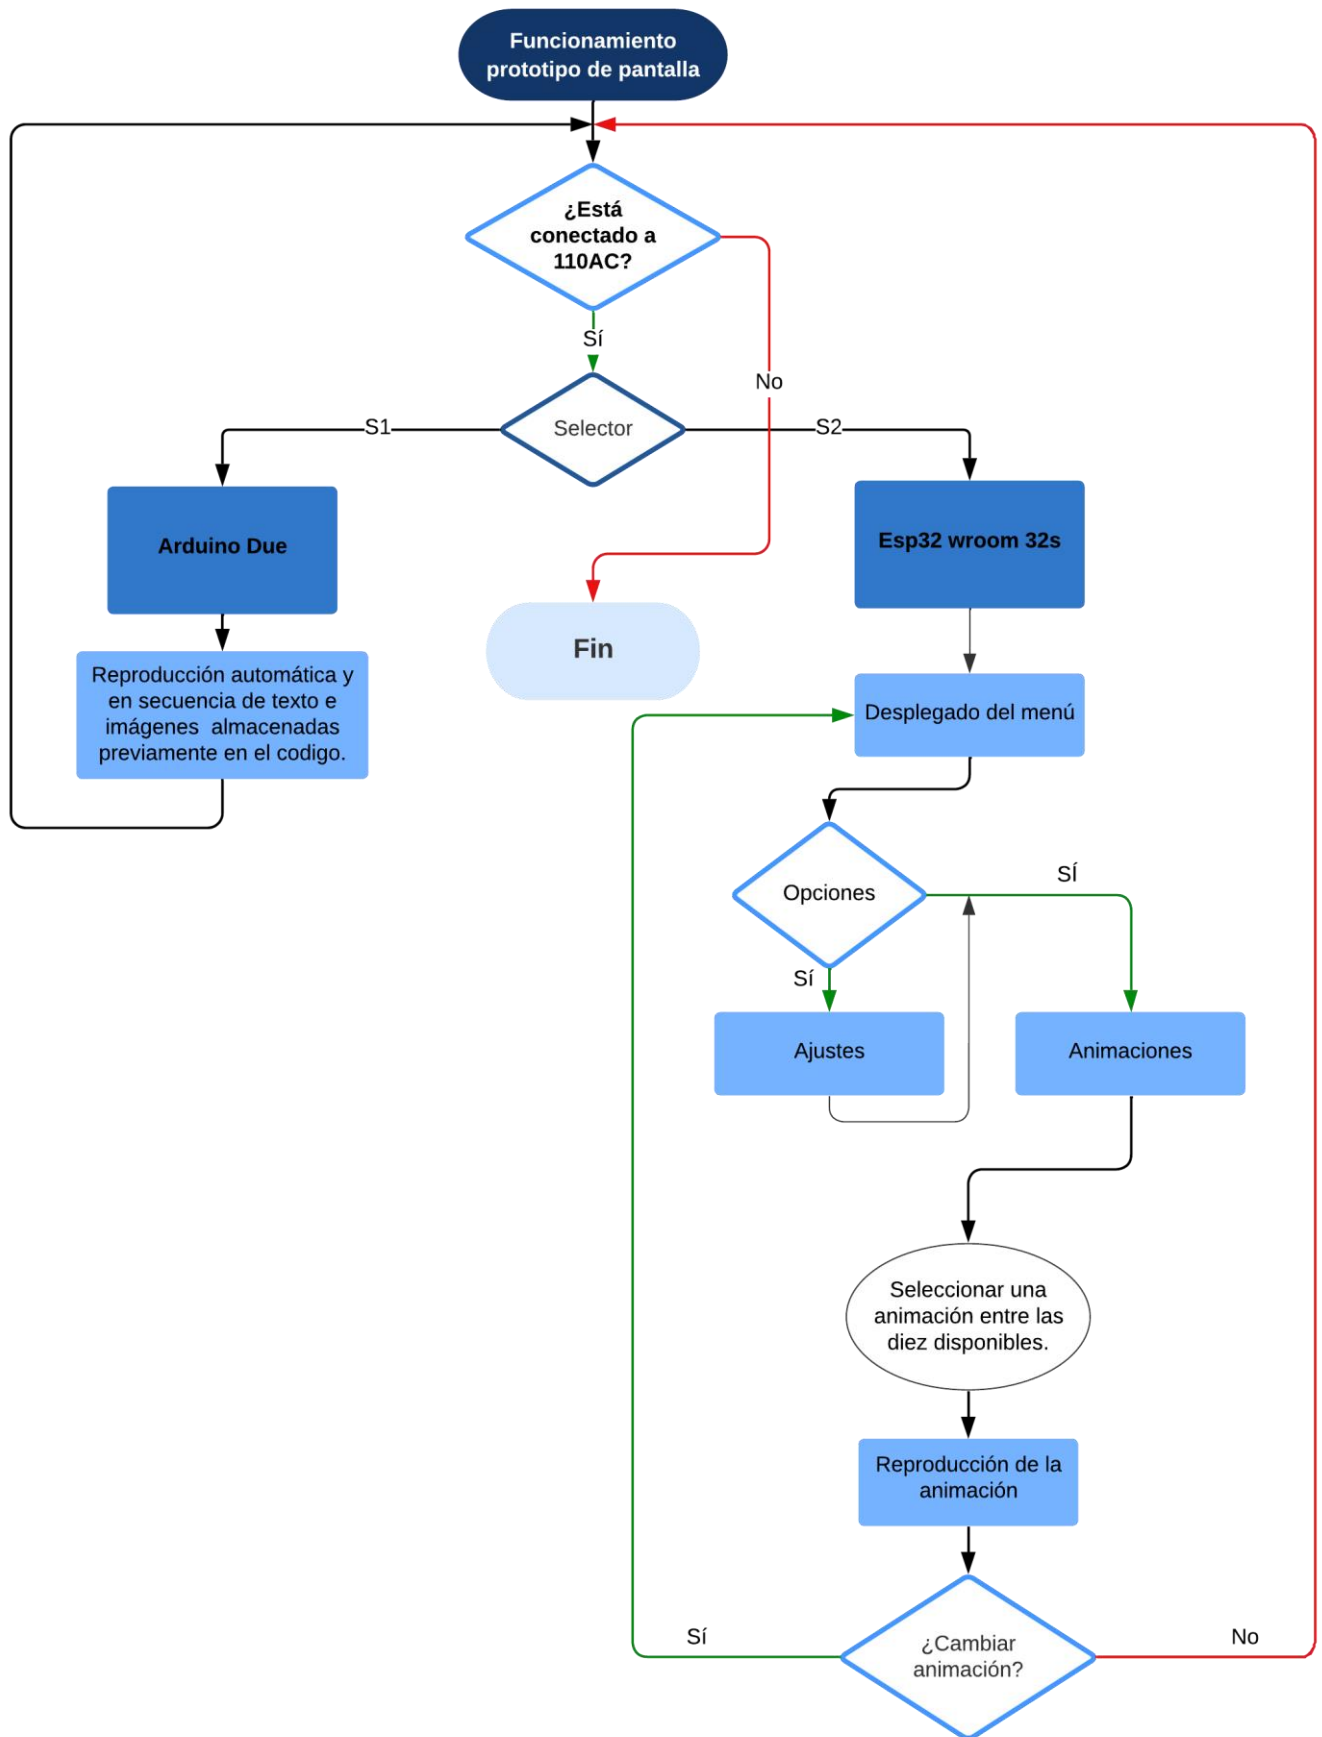 Funcionamiento
prototipo de pantalla
¿Está
conectado a
110AC?
Sí
No
Selector
S1
S2
Arduino Due
Esp32 wroom 32s
Reproducción automática y
en secuencia de texto e
imágenes almacenadas
previamente en el codigo.
Fin
Desplegado del menú
Opciones
SÍ
Sí
Ajustes
Animaciones
Seleccionar una
animación entre las
diez disponibles.
Reproducción de la
animación
¿Cambiar
animación?
Sí
No